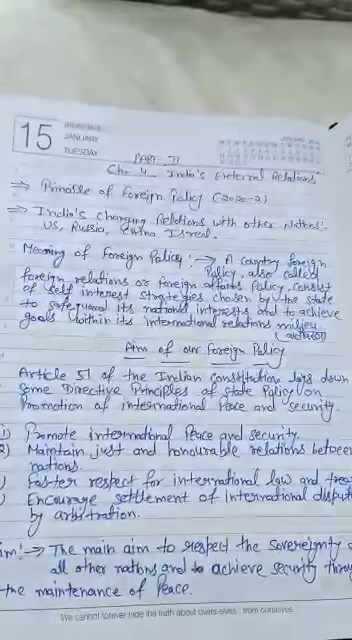 15
JANUARY
TUESDAY
PART - II
Ch - 4 India's External Relations
⇒ Principle of Foreign Policy (2020-21)
⇒ India's Changing Relations with other Nations:-
US, Russia, China, Israel.
Meaning of Foreign Policy :→ A country foreign
Policy, also called
foreign relations or foreign affairs Policy, consist
of self interest strategies chosen by the state
to safeguard its national interests and to achieve
goals within its international relations milieu
Aim of our Foreign Policy
Article 51 of the Indian Constitution lays down
Some Directive Principles of State Policy on
Promotion of international Peace and security.
1) Promote international Peace and security.
2) Maintain just and honourable relations between
nations.
) Foster respect for international law and
) Encourage settlement of international
by arbitration.
im :→ The main aim to respect the sovereignty
all other nations and to achieve security
the maintenance of Peace.
We cannot forever hide the truth about ourselves, from ourselves.